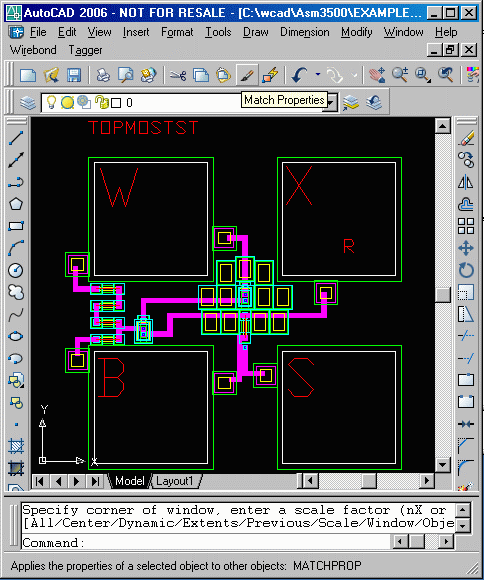 AutoCAD 2006 - NOT FOR RESALE - [C:\wcad\Asm3500\EXAMPLE...
File Edit View Insert Format Tools Draw Dimension Modify Window Help
Wirebond Tagger
0
Match Properties
TOPMOSTST
W X
R
B S
Y
X
Model Layout1
Specify corner of window, enter a scale factor (nX or
[All/Center/Dynamic/Extents/Previous/Scale/Window/Obje
Command:
Applies the properties of a selected object to other objects: MATCHPROP